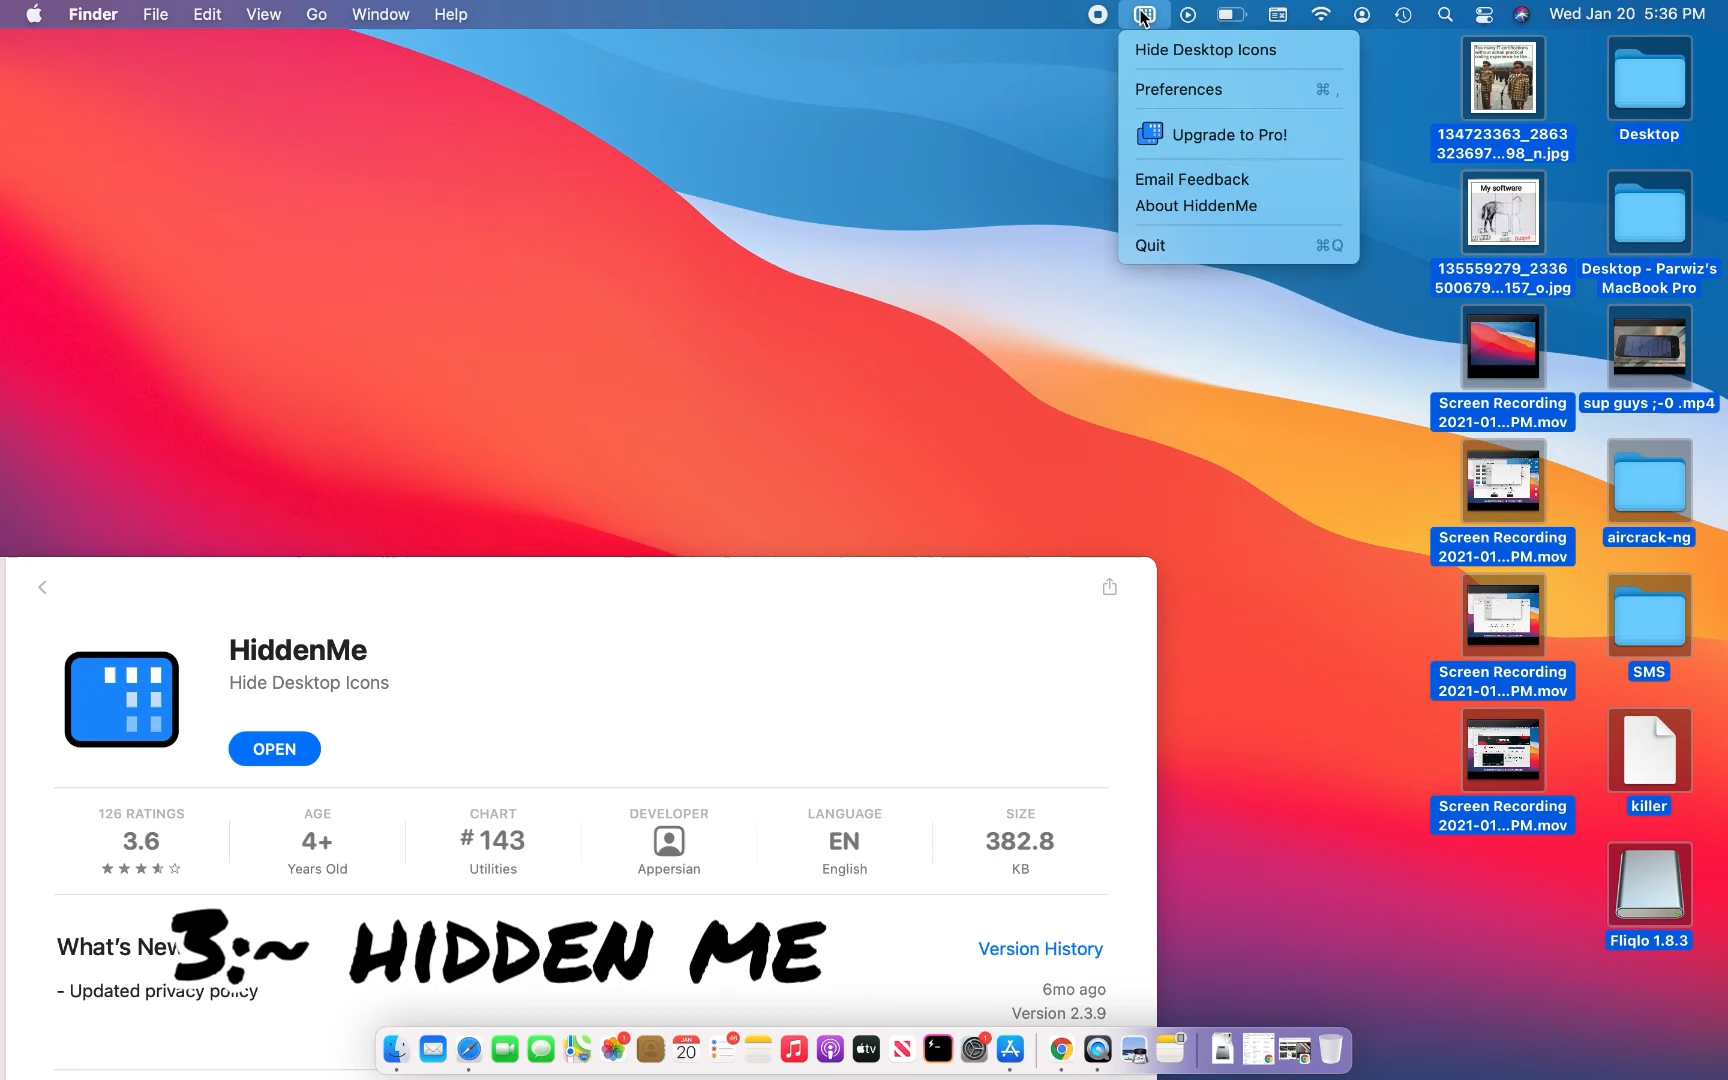 Finder File Edit View Go Window Help
Wed Jan 20 5:36 PM
Hide Desktop Icons
Preferences ⌘ ,
Upgrade to Pro!
Email Feedback
About HiddenMe
Quit ⌘Q
134723363_2863
323697...98_n.jpg
Desktop
My software
135559279_2336
500679...157_o.jpg
Desktop - Parwiz's
MacBook Pro
Screen Recording
2021-01...PM.mov
sup guys ;-0 .mp4
Screen Recording
2021-01...PM.mov
aircrack-ng
Screen Recording
2021-01...PM.mov
SMS
Screen Recording
2021-01...PM.mov
killer
Fliqlo 1.8.3
HiddenMe
Hide Desktop Icons
OPEN
126 RATINGS
3.6
AGE
4+
Years Old
CHART
#143
Utilities
DEVELOPER
Appersian
LANGUAGE
EN
English
SIZE
382.8
KB
What's New
Version History
3:~ HIDDEN ME
- Updated privacy policy
6mo ago
Version 2.3.9
JAN
20
tv